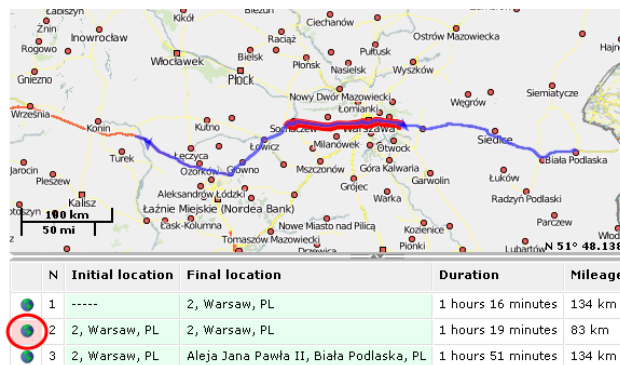 Łabiszyn
Bieżuń
Żnin
Kikół
Ciechanów
Inowrocław
Raciąż
Ostrów Mazowiecka
Rogowo
Włocławek
Bielsk
Płońsk
Pułtusk
Nasielsk
Wyszków
Gniezno
Płock
Siemiatycze
Nowy Dwór Mazowiecki
Węgrów
Września
Łomianki
Konin
Kutno
Sochaczew
Warszawa
Siedlce
Turek
Łęczyca
Łowicz
Milanówek
Otwock
Biała Podlaska
Jarocin
Ozorków
Główno
Mszczonów
Góra Kalwaria
Pleszew
Garwolin
Łuków
Aleksandrów Łódzki
Grójec
Radzyń Podlaski
Kalisz
Warka
100 km
Łaźnie Miejskie (Nordea Bank)
Parczew
50 mi
Łask-Kolumna
Nowe Miasto nad Pilicą
Kozienice
Tomaszów Mazowiecki
Pionki
Lubartów
N 51° 48.138
N Initial location Final location Duration Mileage
1 ----- 2, Warsaw, PL 1 hours 16 minutes 134 km
2 2, Warsaw, PL 2, Warsaw, PL 1 hours 19 minutes 83 km
3 2, Warsaw, PL Aleja Jana Pawła II, Biała Podlaska, PL 1 hours 51 minutes 134 km